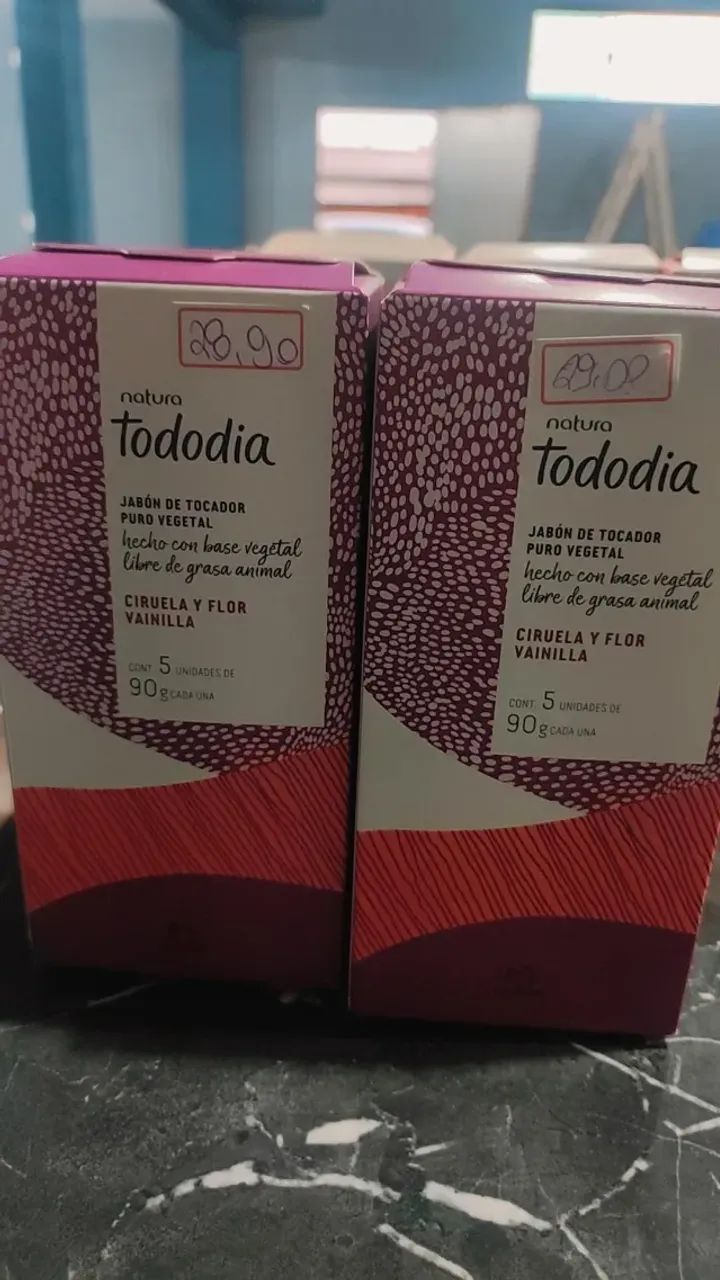 28,90
natura
tododia
JABÓN DE TOCADOR
PURO VEGETAL
hecho con base vegetal
libre de grasa animal
CIRUELA Y FLOR
VAINILLA
CONT. 5 UNIDADES DE
90g CADA UNA
natura
tododia
JABÓN DE TOCADOR
PURO VEGETAL
hecho con base vegetal
libre de grasa animal
CIRUELA Y FLOR
VAINILLA
CONT. 5 UNIDADES DE
90g CADA UNA